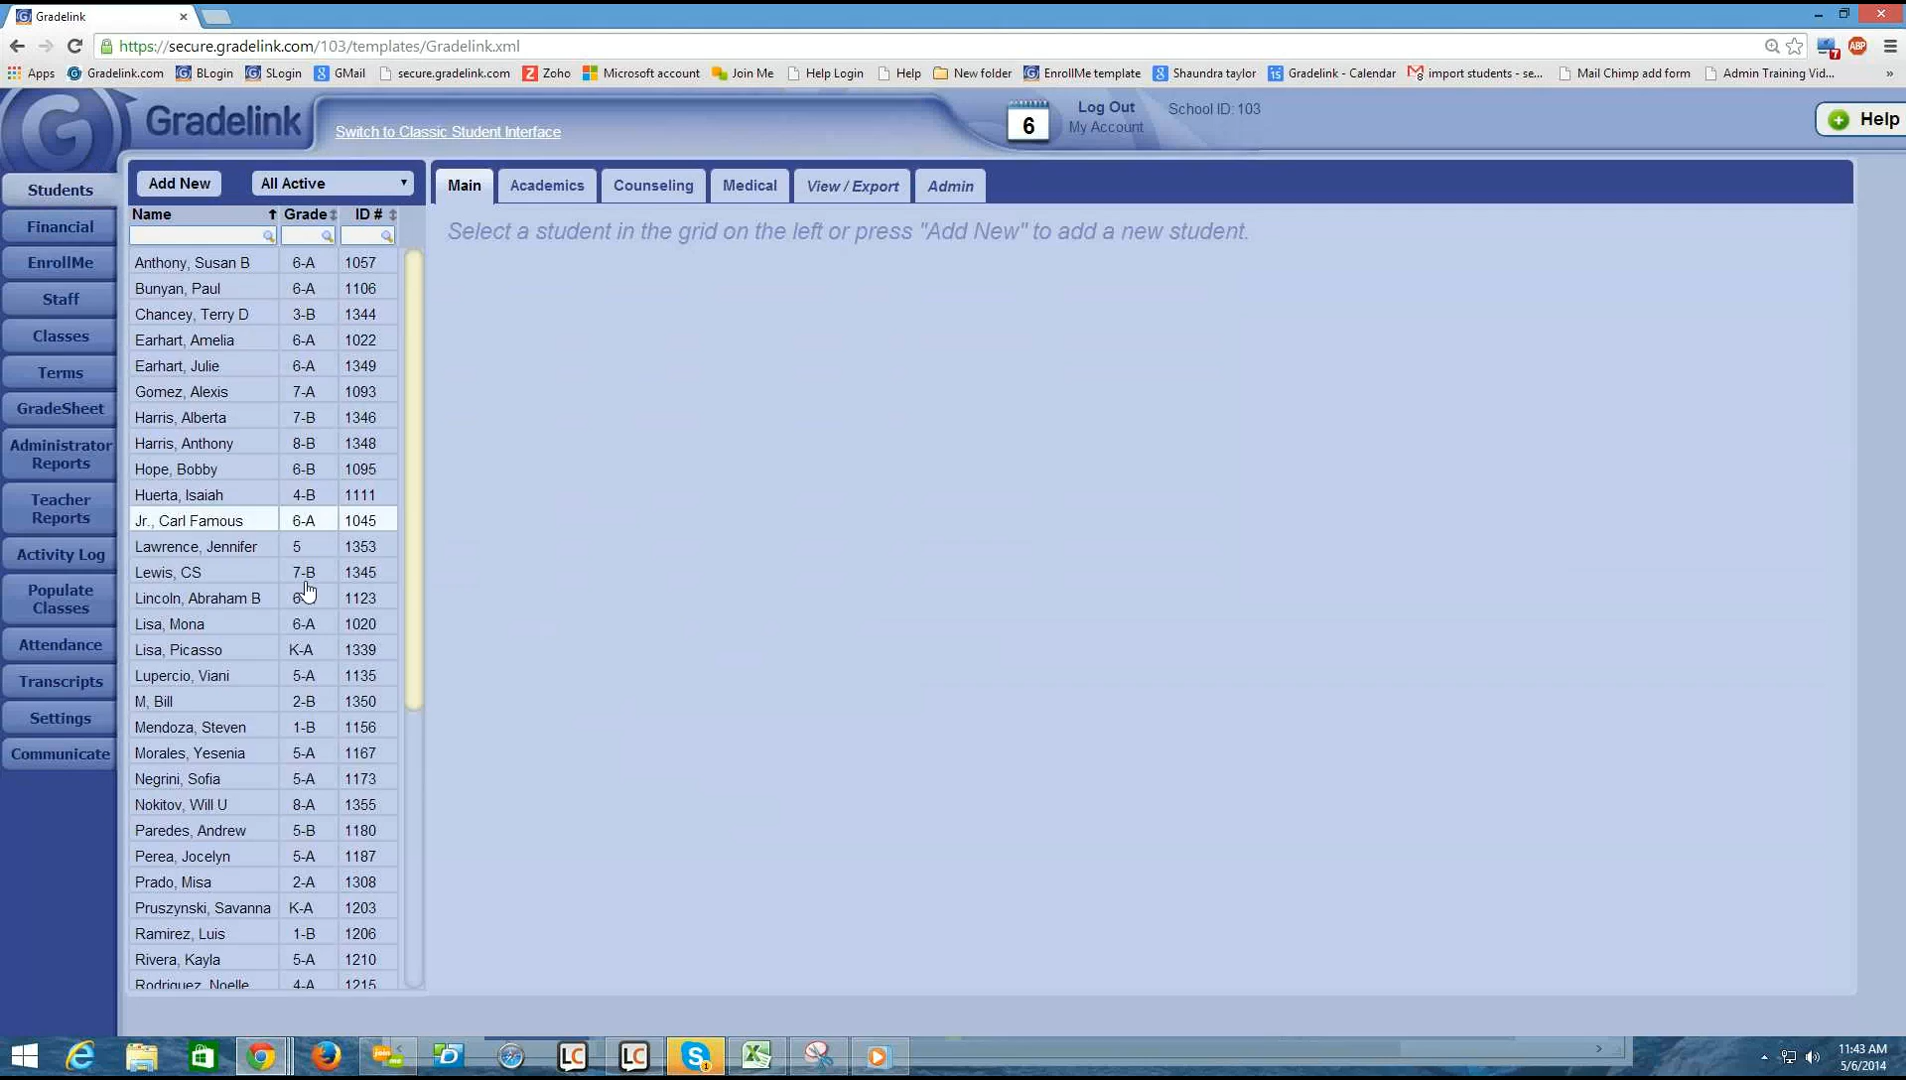 Gradelink
https://secure.gradelink.com/103/templates/Gradelink.xml
7
ABP
Apps Gradelink.com BLogin SLogin GMail secure.gradelink.com Zoho Microsoft account Join Me Help Login Help New folder EnrollMe template Shaundra taylor Gradelink - Calendar import students - se... Mail Chimp add form Admin Training Vid... »
Gradelink
Switch to Classic Student Interface
6
Log Out
My Account
School ID: 103
Help
Students
Financial
EnrollMe
Staff
Classes
Terms
GradeSheet
Administrator
Reports
Teacher
Reports
Activity Log
Populate
Classes
Attendance
Transcripts
Settings
Communicate
Add New All Active
Name Grade ID #
Anthony, Susan B 6-A 1057
Bunyan, Paul 6-A 1106
Chancey, Terry D 3-B 1344
Earhart, Amelia 6-A 1022
Earhart, Julie 6-A 1349
Gomez, Alexis 7-A 1093
Harris, Alberta 7-B 1346
Harris, Anthony 8-B 1348
Hope, Bobby 6-B 1095
Huerta, Isaiah 4-B 1111
Jr., Carl Famous 6-A 1045
Lawrence, Jennifer 5 1353
Lewis, CS 7-B 1345
Lincoln, Abraham B 1123
Lisa, Mona 6-A 1020
Lisa, Picasso K-A 1339
Lupercio, Viani 5-A 1135
M, Bill 2-B 1350
Mendoza, Steven 1-B 1156
Morales, Yesenia 5-A 1167
Negrini, Sofia 5-A 1173
Nokitov, Will U 8-A 1355
Paredes, Andrew 5-B 1180
Perea, Jocelyn 5-A 1187
Prado, Misa 2-A 1308
Pruszynski, Savanna K-A 1203
Ramirez, Luis 1-B 1206
Rivera, Kayla 5-A 1210
Rodriguez, Noelle 4-A 1215
Main Academics Counseling Medical View / Export Admin
Select a student in the grid on the left or press "Add New" to add a new student.
LC LC
11:43 AM
5/6/2014